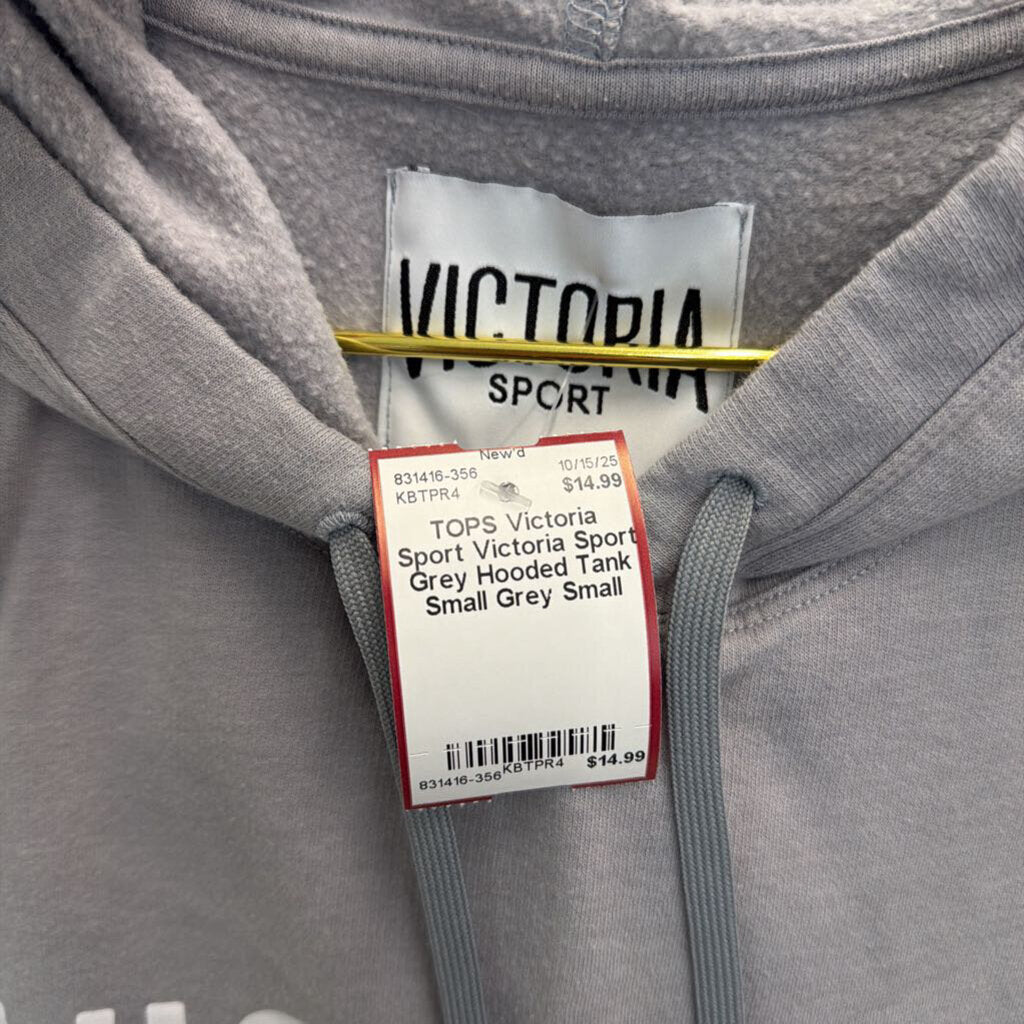 VICTORIA
SPORT
New'd
831416-356 10/15/25
KBTPR4 $14.99
TOPS Victoria
Sport Victoria Sport
Grey Hooded Tank
Small Grey Small
831416-356 KBTPR4 $14.99